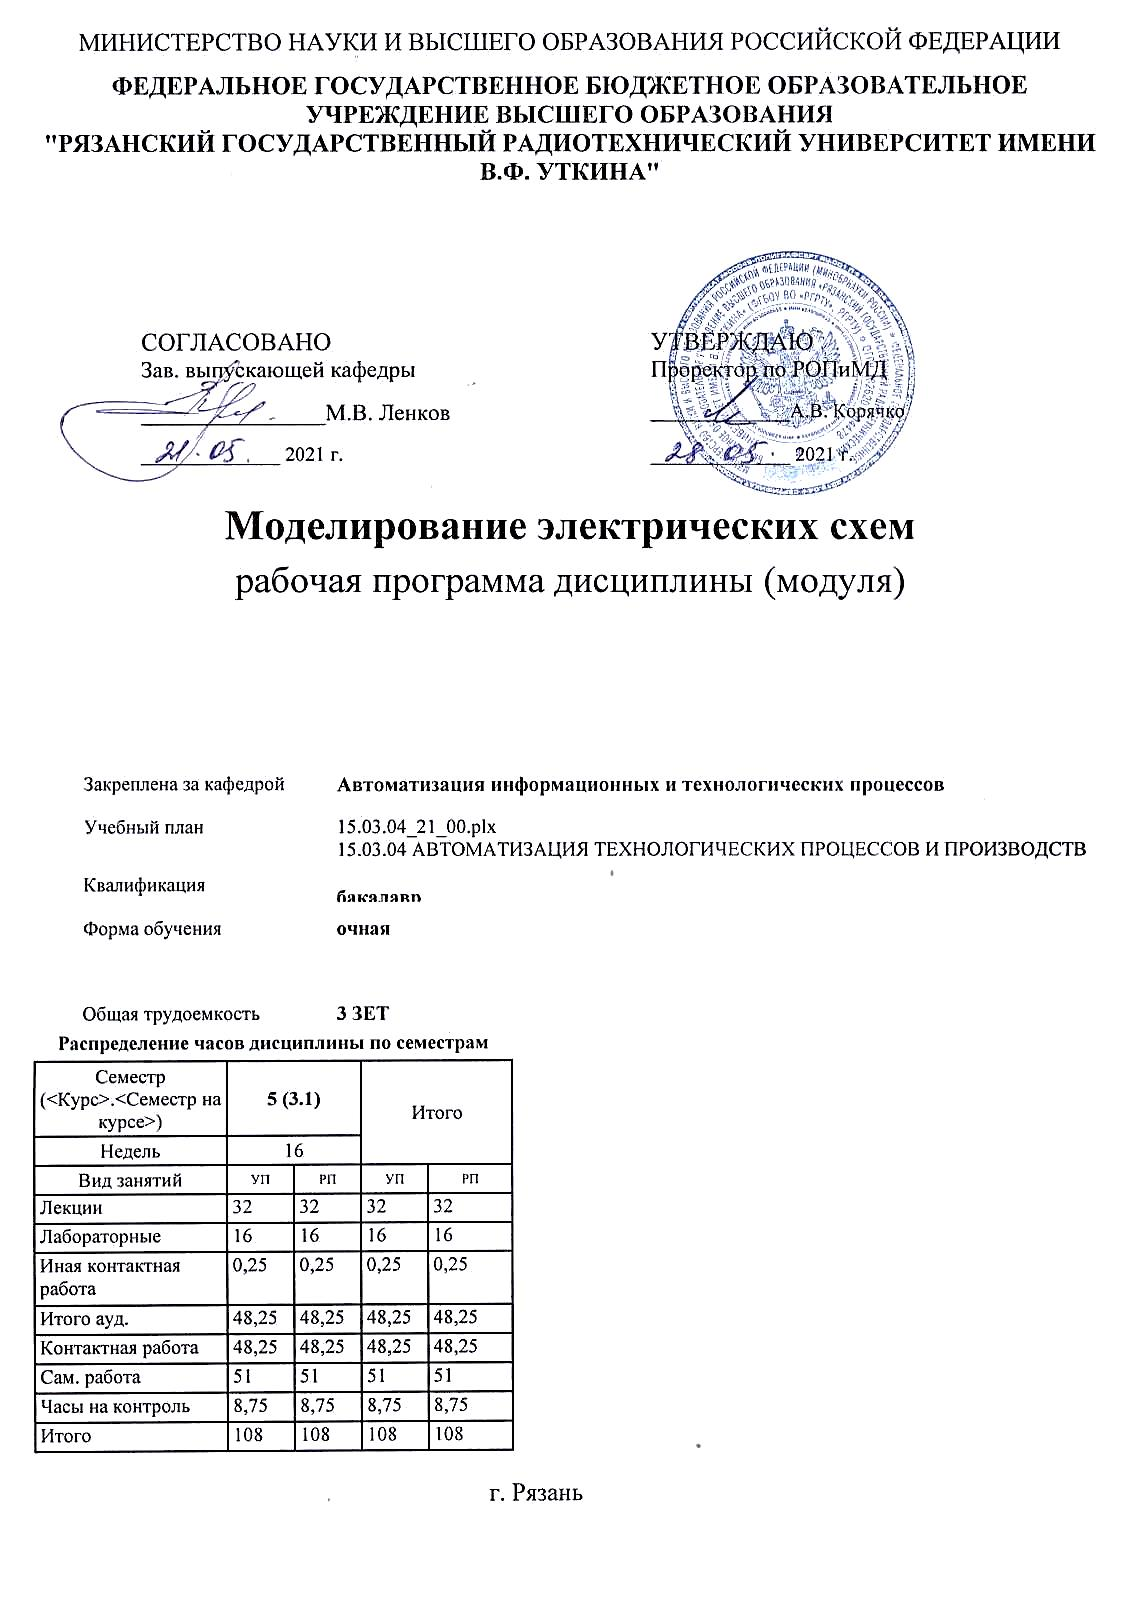 МИНИСТЕРСТВО НАУКИ И ВЫСШЕГО ОБРАЗОВАНИЯ РОССИЙСКОЙ ФЕДЕРАЦИИ
ФЕДЕРАЛЬНОЕ ГОСУДАРСТВЕННОЕ БЮДЖЕТНОЕ ОБРАЗОВАТЕЛЬНОЕ
УЧРЕЖДЕНИЕ ВЫСШЕГО ОБРАЗОВАНИЯ
"РЯЗАНСКИЙ ГОСУДАРСТВЕННЫЙ РАДИОТЕХНИЧЕСКИЙ УНИВЕРСИТЕТ ИМЕНИ
В.Ф. УТКИНА"
СОГЛАСОВАНО
Зав. выпускающей кафедры
М.В. Ленков
21.05. 2021 г.
УТВЕРЖДАЮ
Проректор по РОПиМД
А.В. Корячко
28 05. 2021 г.
Моделирование электрических схем
рабочая программа дисциплины (модуля)
Закреплена за кафедрой Автоматизация информационных и технологических процессов
Учебный план 15.03.04_21_00.plx
15.03.04 АВТОМАТИЗАЦИЯ ТЕХНОЛОГИЧЕСКИХ ПРОЦЕССОВ И ПРОИЗВОДСТВ
Квалификация бакалавр
Форма обучения очная
Общая трудоемкость 3 ЗЕТ
Распределение часов дисциплины по семестрам
Семестр
(<Курс>.<Семестр на
курсе>)
5 (3.1) Итого
Недель 16
Вид занятий УП РП УП РП
Лекции 32 32 32 32
Лабораторные 16 16 16 16
Иная контактная
работа
0,25 0,25 0,25 0,25
Итого ауд. 48,25 48,25 48,25 48,25
Контактная работа 48,25 48,25 48,25 48,25
Сам. работа 51 51 51 51
Часы на контроль 8,75 8,75 8,75 8,75
Итого 108 108 108 108
г. Рязань